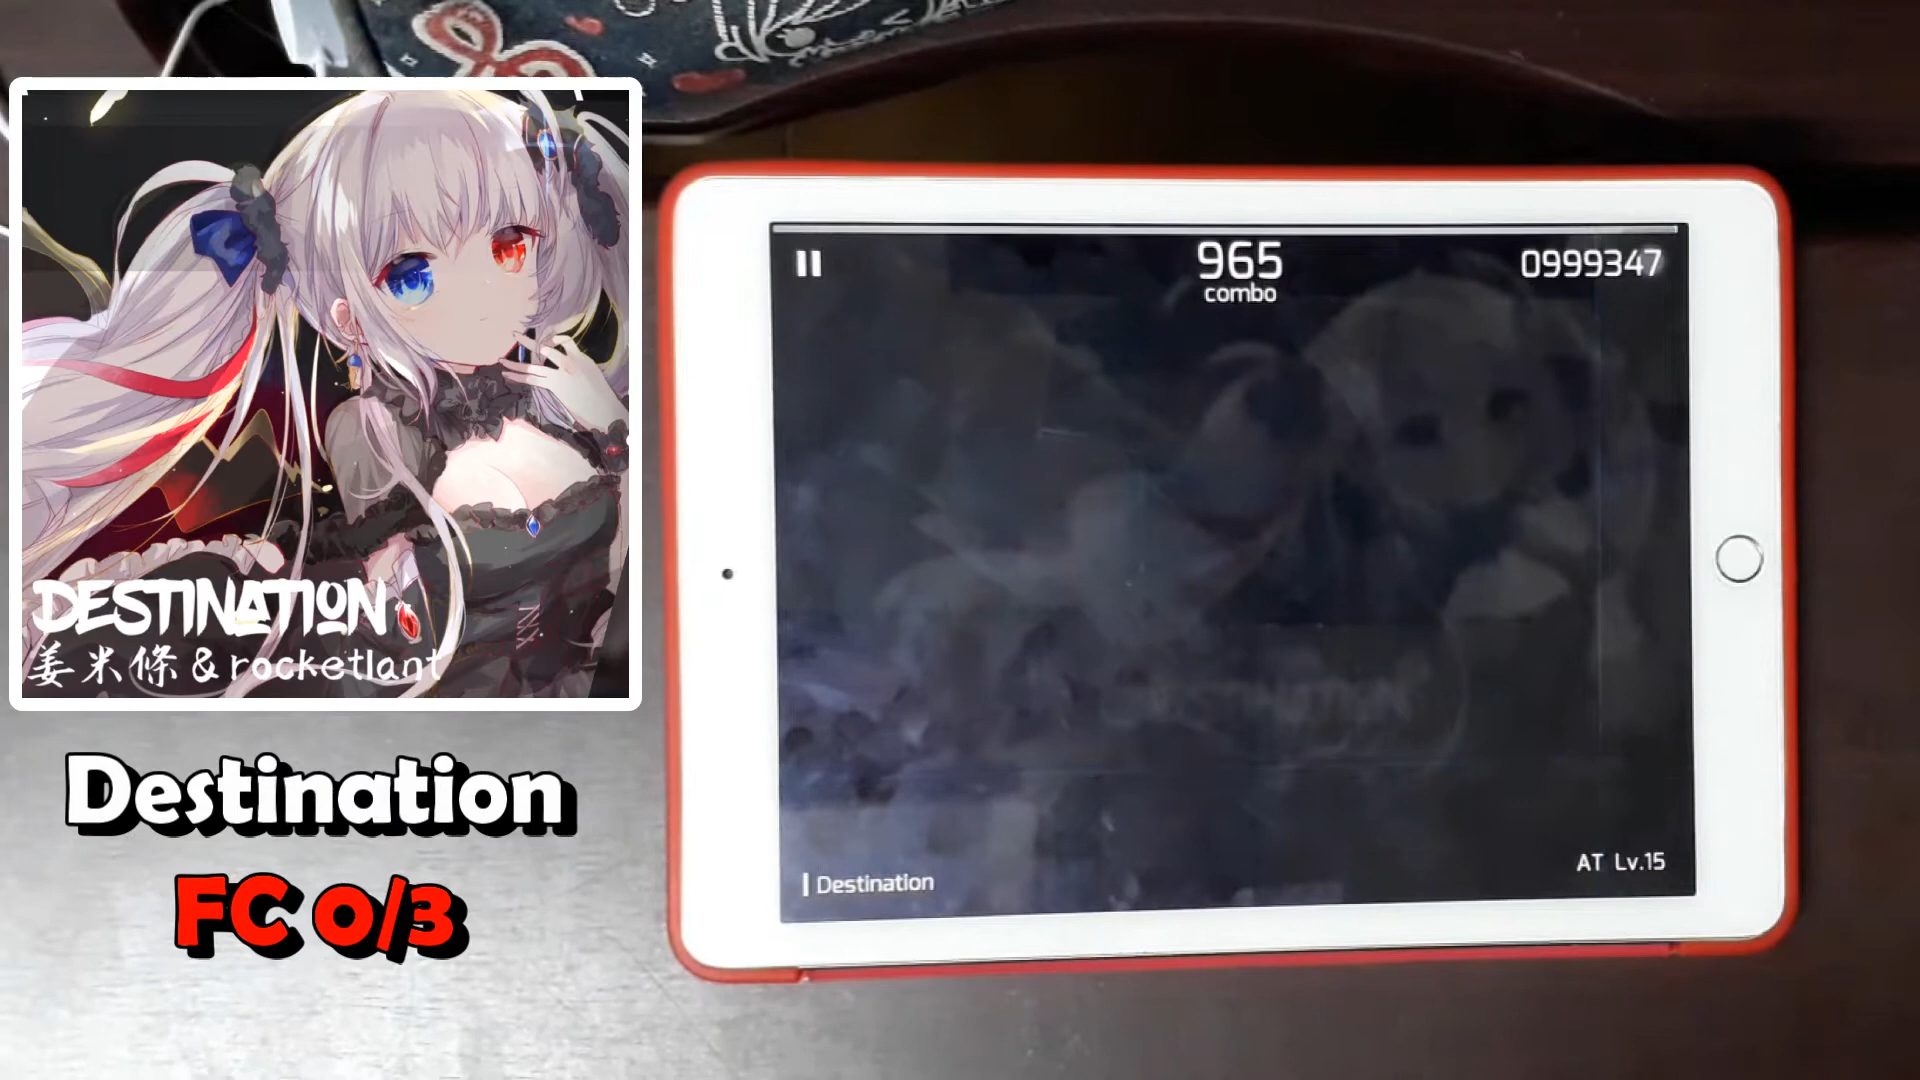 DESTINATION
姜米條 & rocketlant
Destination
FC 0/3
965
combo
0999347
Destination
AT Lv.15